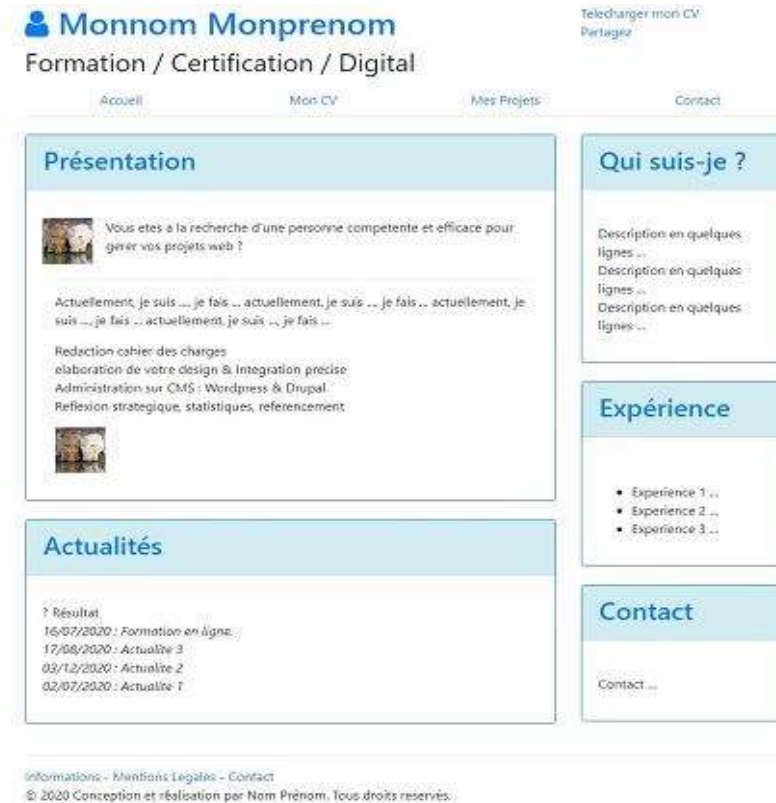 Monnom Monprenom
Formation / Certification / Digital
Telecharger mon CV
Partagez
Accueil Mon CV Mes Projets Contact
Présentation
Vous etes a la recherche d'une personne competente et efficace pour
gerer vos projets web ?
Actuellement, je suis ..., je fais ... actuellement, je suis ..., je fais ... actuellement, je
suis ..., je fais ... actuellement, je suis ..., je fais ...
Redaction cahier des charges
elaboration de votre design & Integration precise
Administration sur CMS : Wordpress & Drupal
Reflexion strategique, statistiques, referencement
Actualités
? Résultat
16/07/2020 : Formation en ligne.
17/08/2020 : Actualite 3
03/12/2020 : Actualite 2
02/07/2020 : Actualite 1
Qui suis-je ?
Description en quelques
lignes ...
Description en quelques
lignes ...
Description en quelques
lignes ...
Expérience
• Experience 1 ...
• Experience 2 ...
• Experience 3 ...
Contact
Contact ...
Informations - Mentions Legales - Contact
© 2020 Conception et réalisation par Nom Prénom. Tous droits reservés.